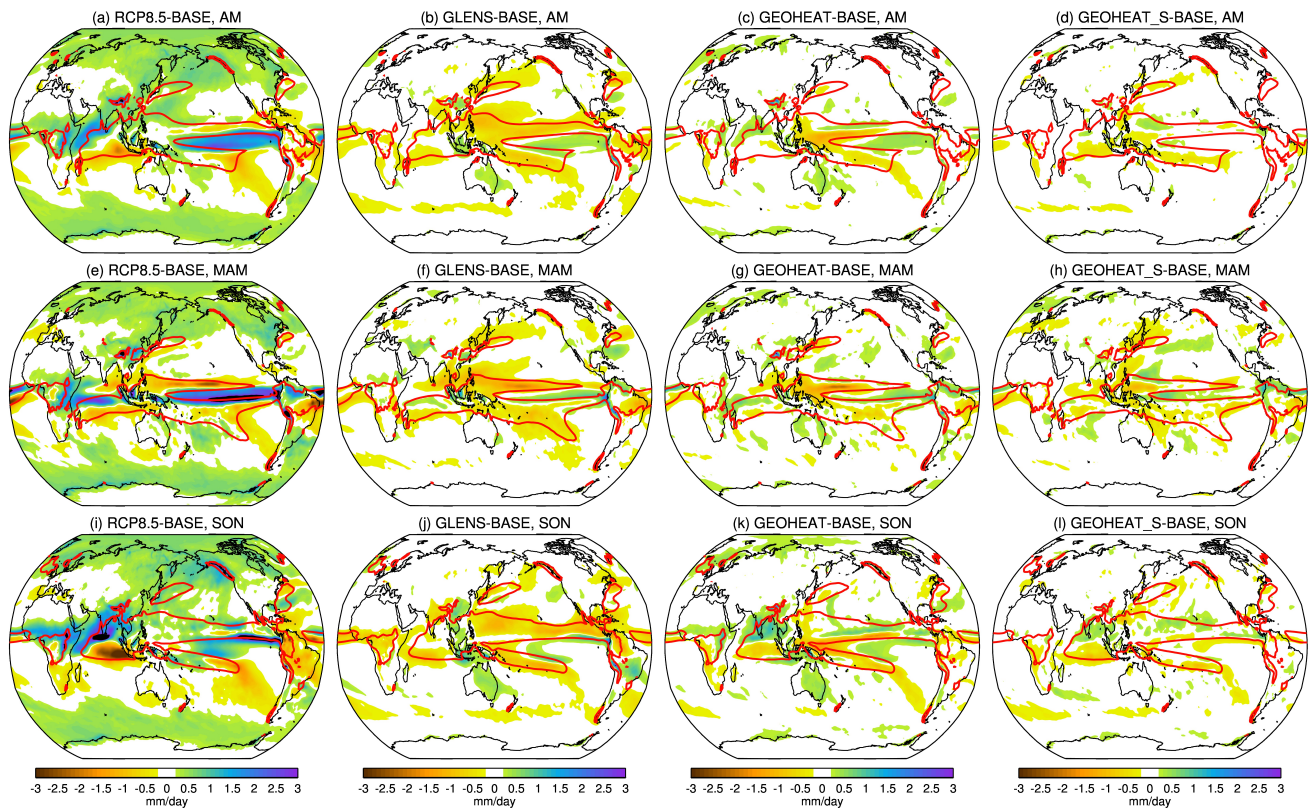 (a) RCP8.5-BASE, AM
(b) GLENS-BASE, AM
(c) GEOHEAT-BASE, AM
(d) GEOHEAT_S-BASE, AM
(e) RCP8.5-BASE, MAM
(f) GLENS-BASE, MAM
(g) GEOHEAT-BASE, MAM
(h) GEOHEAT_S-BASE, MAM
(i) RCP8.5-BASE, SON
(j) GLENS-BASE, SON
(k) GEOHEAT-BASE, SON
(l) GEOHEAT_S-BASE, SON
-3 -2.5 -2 -1.5 -1 -0.5 0 0.5 1 1.5 2 2.5 3
mm/day
-3 -2.5 -2 -1.5 -1 -0.5 0 0.5 1 1.5 2 2.5 3
mm/day
-3 -2.5 -2 -1.5 -1 -0.5 0 0.5 1 1.5 2 2.5 3
mm/day
-3 -2.5 -2 -1.5 -1 -0.5 0 0.5 1 1.5 2 2.5 3
mm/day